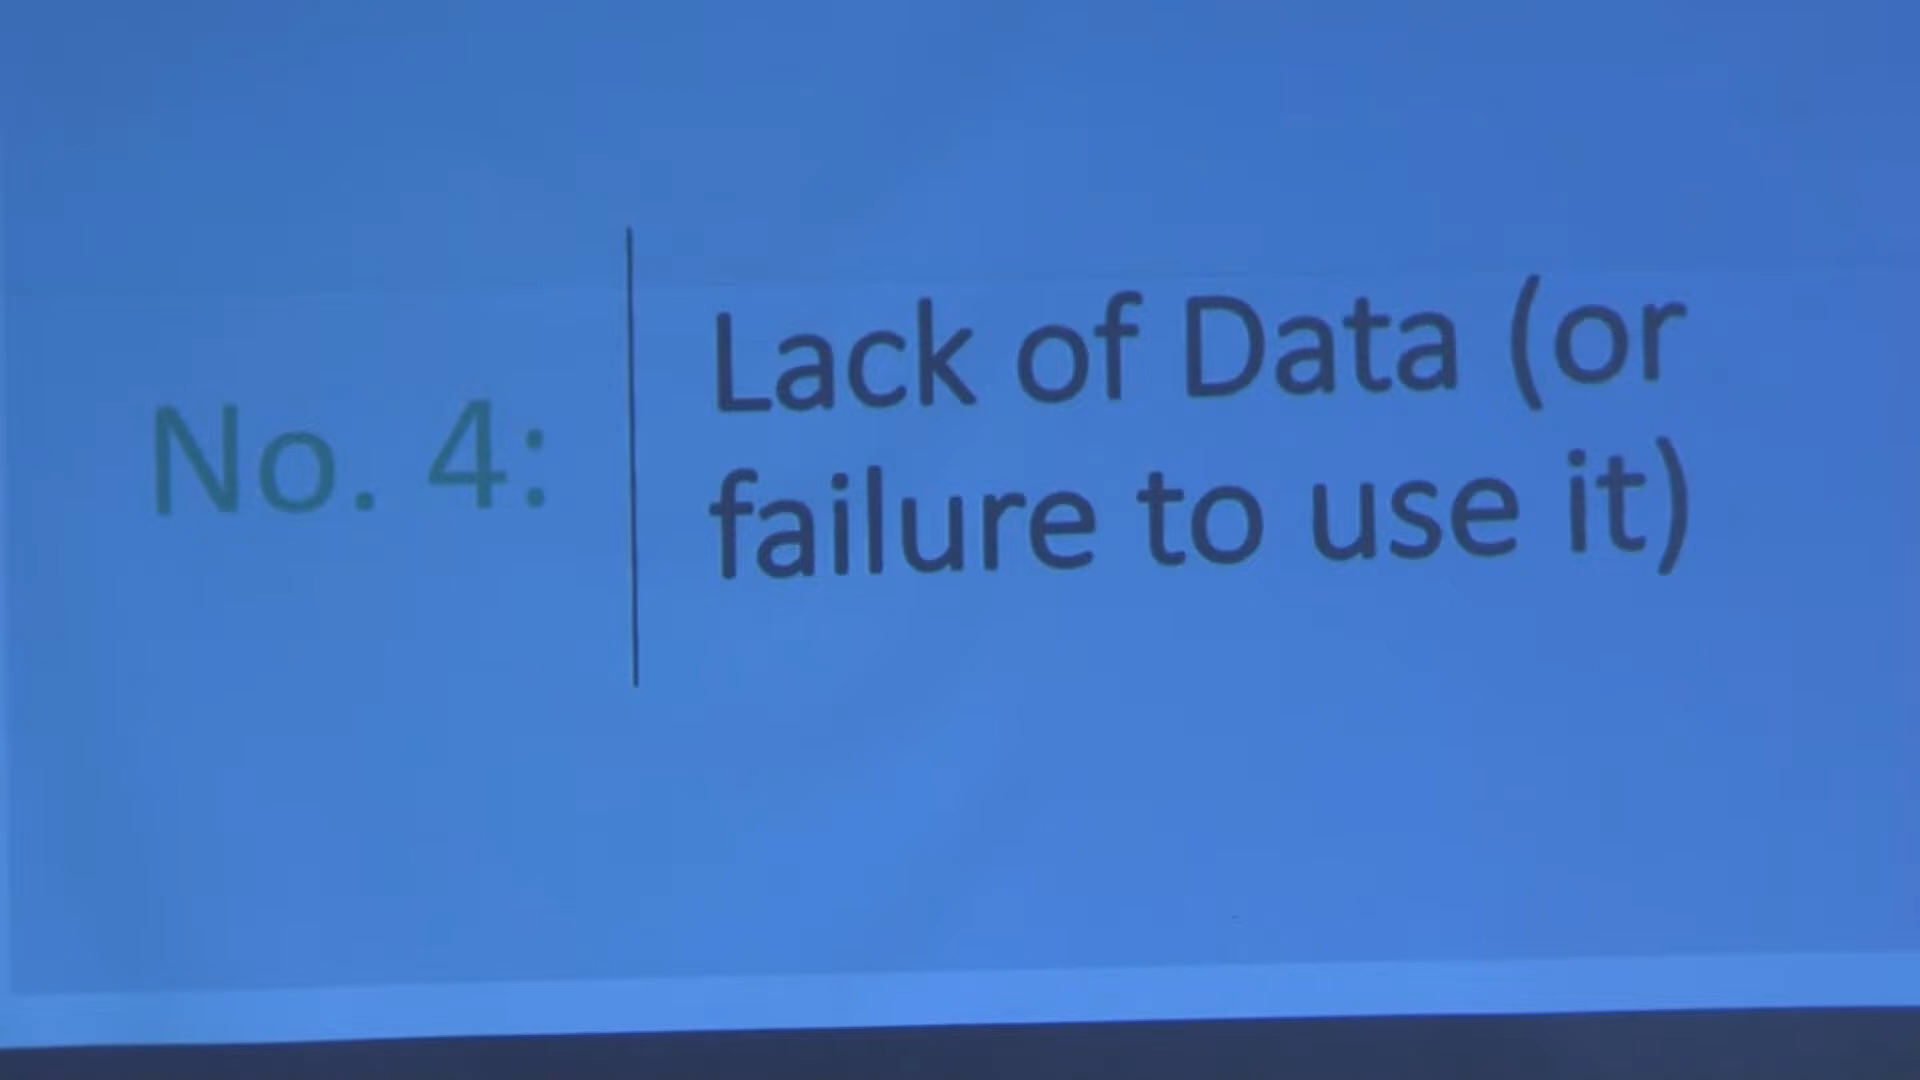 No. 4:
Lack of Data (or
failure to use it)